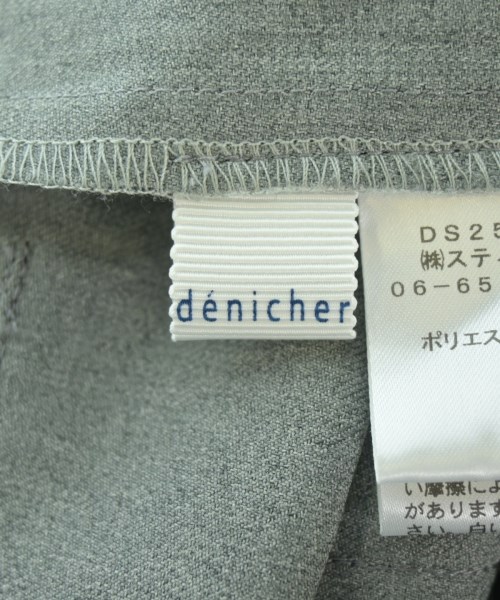 dénicher
DS25
㈱スティ
06-65
ポリエス
い摩擦によ
があります
さい。白い